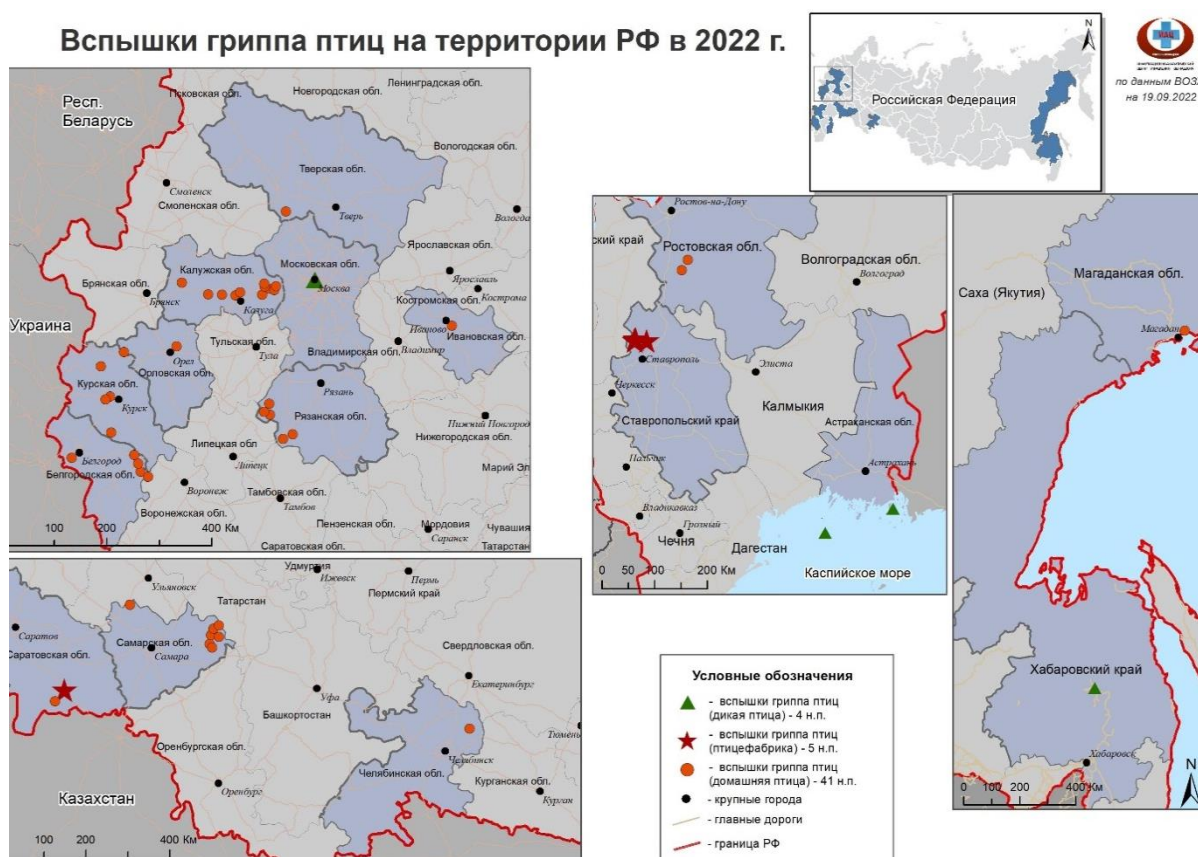 Вспышки гриппа птиц на территории РФ в 2022 г.
N
Российская Федерация
по данным ВОЗЖ
на 19.09.2022
Респ.
Беларусь
Псковская обл.
Новгородская обл.
Ленинградская обл.
Вологодская обл.
Тверская обл.
Смоленск
Смоленская обл.
Тверь
Вологда
Ярославская обл.
Калужская обл.
Московская обл.
Москва
Ярославль
Кострома
Костромская обл.
Брянская обл.
Брянск
Калуга
Иваново
Ивановская обл.
Украина
Тульская обл.
Тула
Владимирская обл.
Владимир
Орел
Орловская обл.
Курская обл.
Курск
Рязань
Рязанская обл.
Нижний Новгород
Нижегородская обл.
Липецкая обл
Липецк
Белгород
Белгородская обл.
Воронеж
Воронежская обл.
Тамбовская обл.
Тамбов
Марий Эл
Пензенская обл.
Мордовия
Саранск
Чувашия
Саратовская обл.
Татарстан
100 200 400 Км
Ростов-на-Дону
ский край
Ростовская обл.
Волгоградская обл.
Волгоград
Ставрополь
Элиста
Черкесск
Калмыкия
Ставропольский край
Астраханская обл.
Астрахань
Владикавказ
Грозный
Чечня
Дагестан
Каспийское море
0 50 100 200 Км
Магаданская обл.
Саха (Якутия)
Магадан
Хабаровский край
Хабаровск
0 100 200 400 Км
N
Ульяновск
Удмуртия
Ижевск
Пермь
Пермский край
Татарстан
Саратов
Саратовская обл.
Самарская обл.
Самара
Свердловская обл.
Екатеринбург
Уфа
Башкортостан
Тюмень
Оренбургская обл.
Оренбург
Челябинск
Челябинская обл.
Курганская обл.
Курган
Казахстан
0 100 200 400 Км
Условные обозначения
- вспышки гриппа птиц
(дикая птица) - 4 н.п.
- вспышки гриппа птиц
(птицефабрика) - 5 н.п.
- вспышки гриппа птиц
(домашняя птица) - 41 н.п.
- крупные города
- главные дороги
- граница РФ